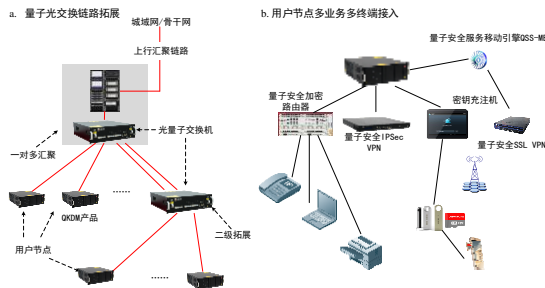 a. 量子光交换链路拓展
城域网/骨干网
上行汇聚链路
光量子交换机
一对多汇聚
......
QKDM产品
二级拓展
用户节点
......
b. 用户节点多业务多终端接入
量子安全服务移动引擎QSS-ME
量子安全加密
路由器
密钥充注机
量子安全IPSec
VPN
量子安全SSL VPN